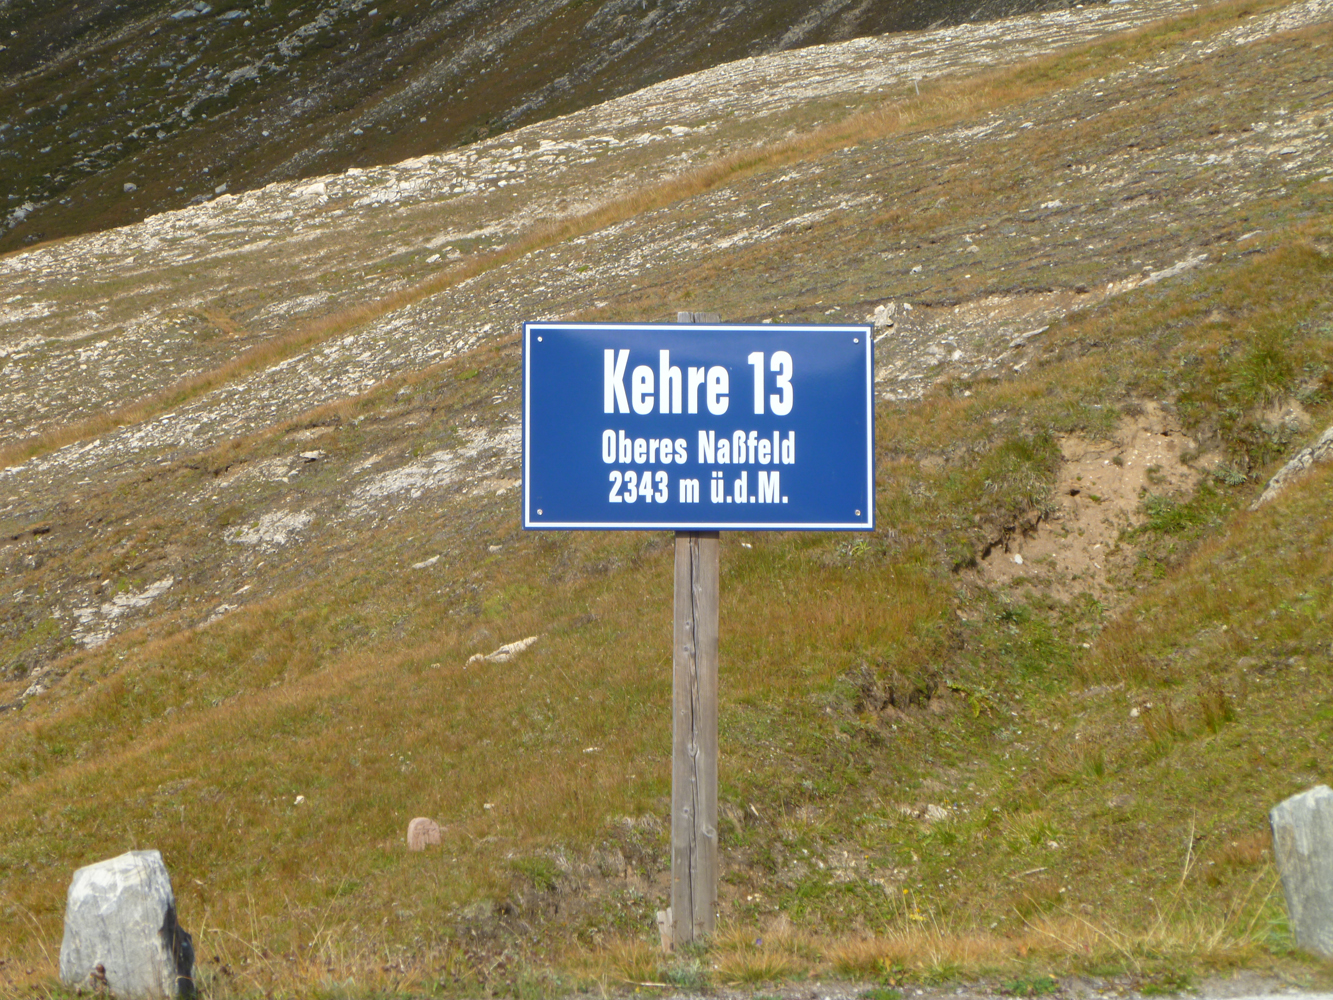 Kehre 13
Oberes Naßfeld
2343 m ü.d.M.